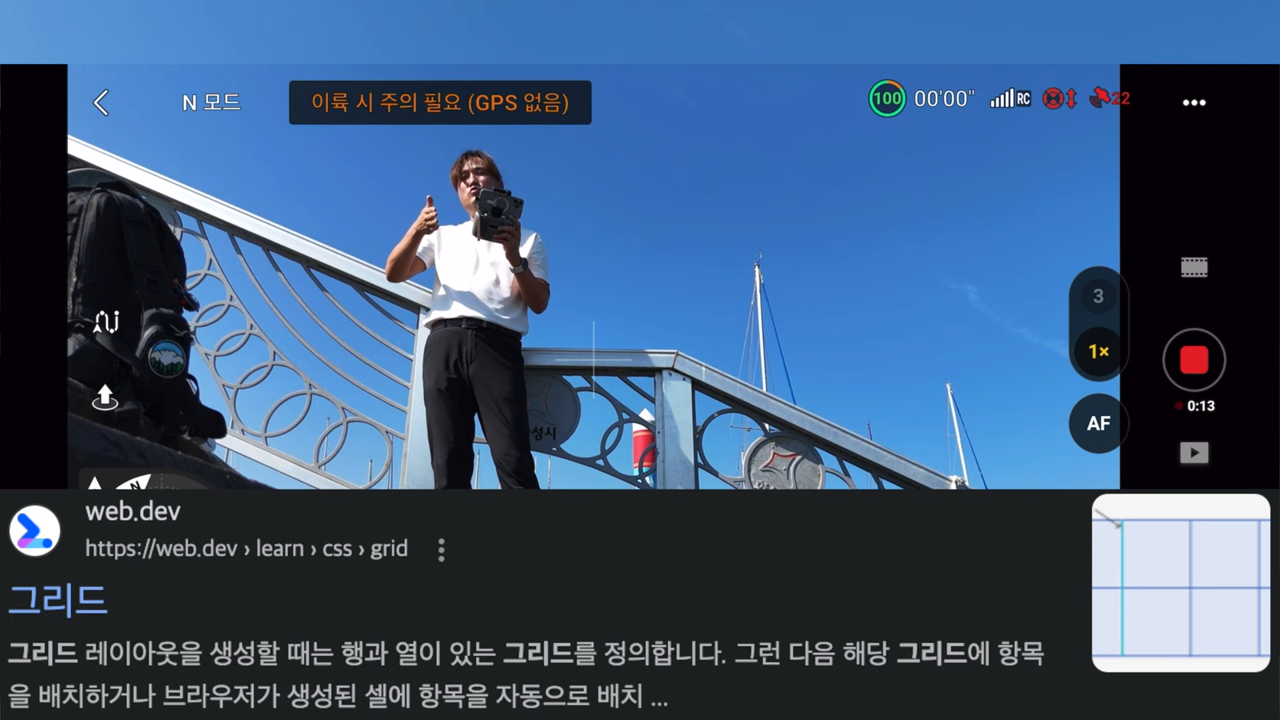 N 모드
이륙 시 주의 필요 (GPS 없음)
100
00'00"
RC
22
3
1×
AF
0:13
N
성시
web.dev
https://web.dev › learn › css › grid
그리드
그리드 레이아웃을 생성할 때는 행과 열이 있는 그리드를 정의합니다. 그런 다음 해당 그리드에 항목
을 배치하거나 브라우저가 생성된 셀에 항목을 자동으로 배치 ...